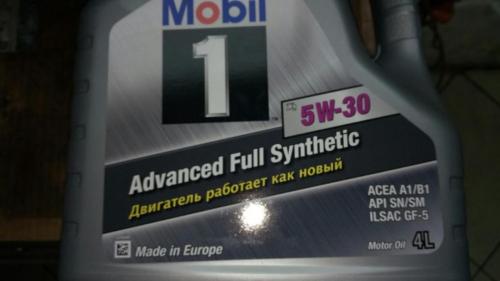 Mobil
1
5W-30
Advanced Full Synthetic
Двигатель работает как новый
ACEA A1/B1
API SN/SM
ILSAC GF-5
Made in Europe
Motor Oil 4L